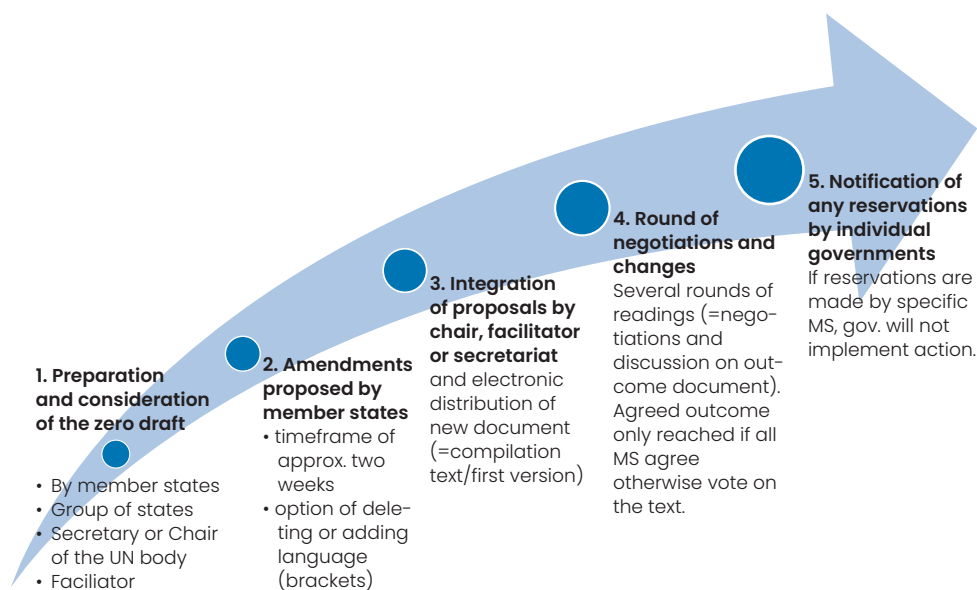 1. Preparation
and consideration
of the zero draft
• By member states
• Group of states
• Secretary or Chair
of the UN body
• Faciliator
2. Amendments
proposed by
member states
• timeframe of
approx. two
weeks
• option of dele-
ting or adding
language
(brackets)
3. Integration
of proposals by
chair, facilitator
or secretariat
and electronic
distribution of
new document
(=compilation
text/first version)
4. Round of
negotiations and
changes
Several rounds of
readings (=nego-
tiations and
discussion on out-
come document).
Agreed outcome
only reached if all
MS agree
otherwise vote on
the text.
5. Notification of
any reservations
by individual
governments
If reservations are
made by specific
MS, gov. will not
implement action.